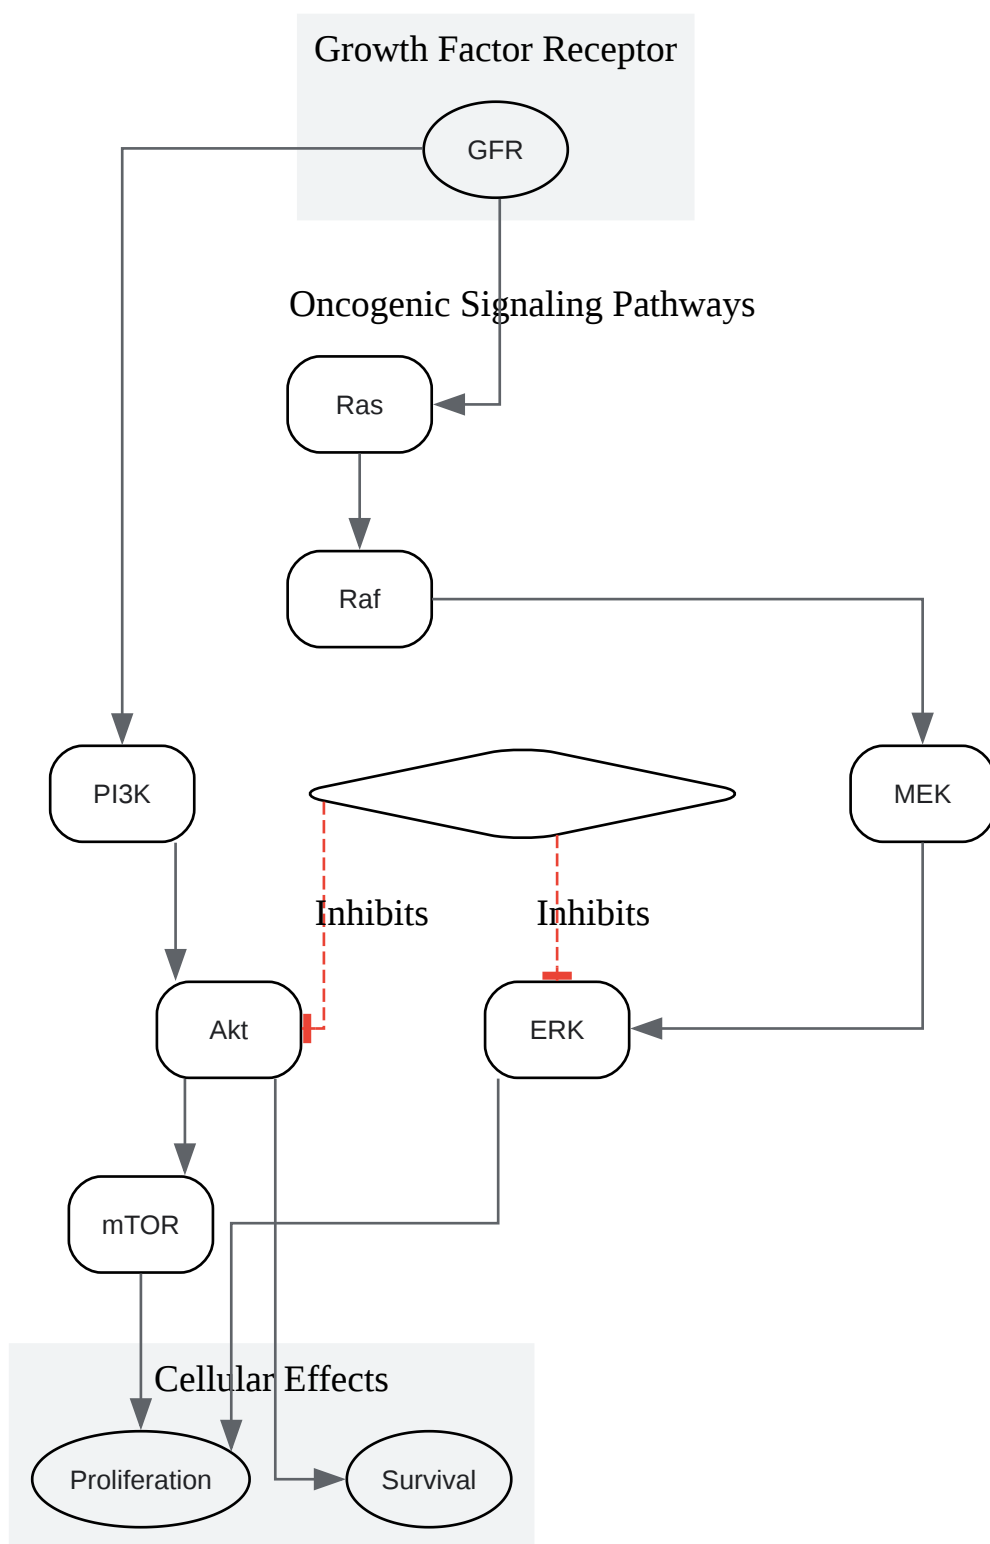 Growth Factor Receptor
GFR
Oncogenic Signaling Pathways
Ras
Raf
PI3K
MEK
Inhibits
Inhibits
Akt
ERK
mTOR
Cellular Effects
Proliferation
Survival